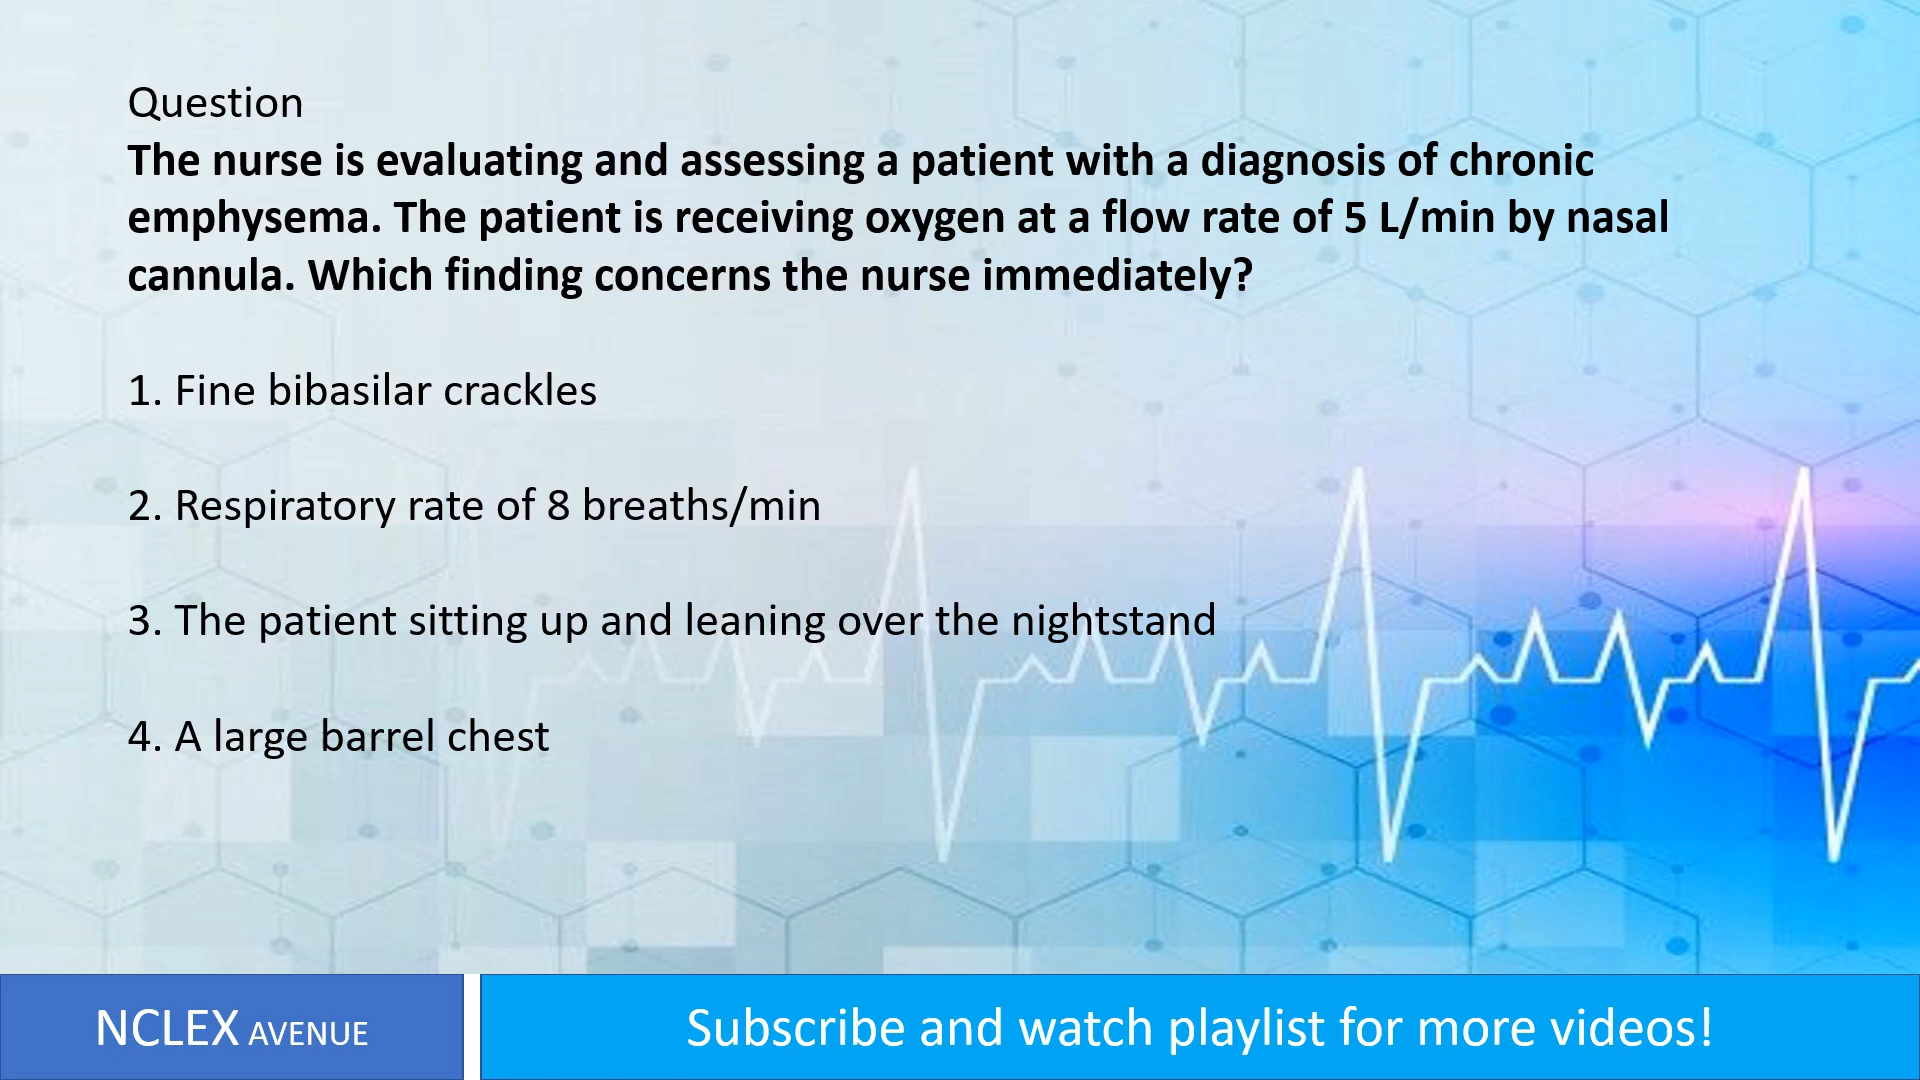 Question
The nurse is evaluating and assessing a patient with a diagnosis of chronic
emphysema. The patient is receiving oxygen at a flow rate of 5 L/min by nasal
cannula. Which finding concerns the nurse immediately?
1. Fine bibasilar crackles
2. Respiratory rate of 8 breaths/min
3. The patient sitting up and leaning over the nightstand
4. A large barrel chest
NCLEX AVENUE
Subscribe and watch playlist for more videos!